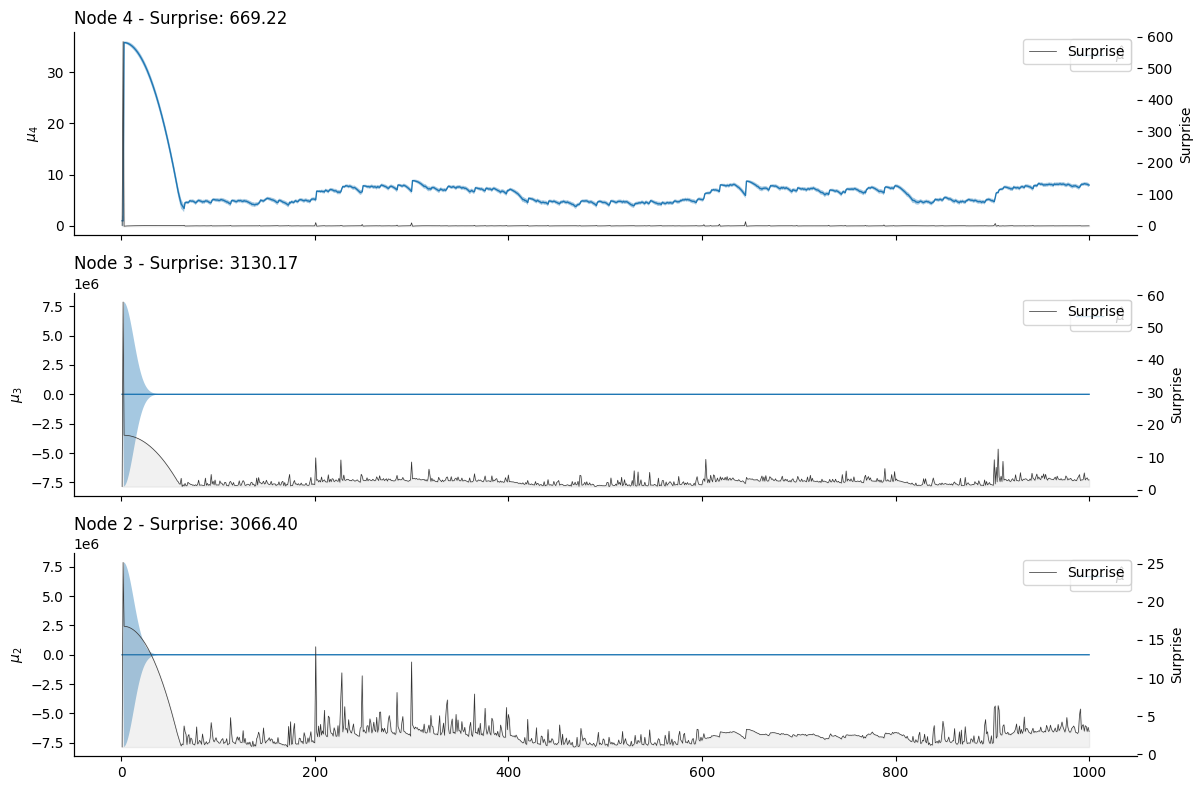 Node 4 - Surprise: 669.22
Surprise
μ
30
20
10
0
μ4
600
500
400
300
200
100
0
Surprise
Node 3 - Surprise: 3130.17
1e6
Surprise
μ
7.5
5.0
2.5
0.0
−2.5
−5.0
−7.5
μ3
60
50
40
30
20
10
0
Surprise
Node 2 - Surprise: 3066.40
1e6
Surprise
μ
7.5
5.0
2.5
0.0
−2.5
−5.0
−7.5
μ2
25
20
15
10
5
0
Surprise
0 200 400 600 800 1000